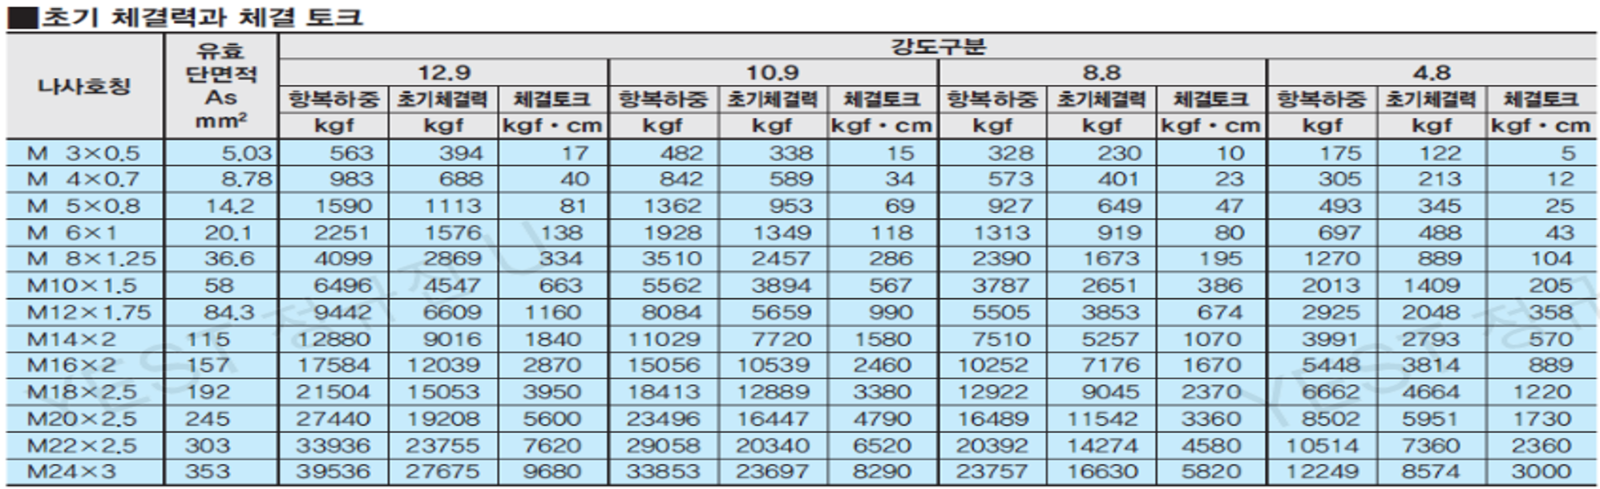 ■초기 체결력과 체결 토크
나사호칭 유효 단면적 As mm² 강도구분
12.9 10.9 8.8 4.8
항복하중 초기체결력 체결토크 항복하중 초기체결력 체결토크 항복하중 초기체결력 체결토크 항복하중 초기체결력 체결토크
kgf kgf kgf·cm kgf kgf kgf·cm kgf kgf kgf·cm kgf kgf kgf·cm
M 3×0.5 5.03 563 394 17 482 338 15 328 230 10 175 122 5
M 4×0.7 8.78 983 688 40 842 589 34 573 401 23 305 213 12
M 5×0.8 14.2 1590 1113 81 1362 953 69 927 649 47 493 345 25
M 6×1 20.1 2251 1576 138 1928 1349 118 1313 919 80 697 488 43
M 8×1.25 36.6 4099 2869 334 3510 2457 286 2390 1673 195 1270 889 104
M10×1.5 58 6496 4547 663 5562 3894 567 3787 2651 386 2013 1409 205
M12×1.75 84.3 9442 6609 1160 8084 5659 990 5505 3853 674 2925 2048 358
M14×2 115 12880 9016 1840 11029 7720 1580 7510 5257 1070 3991 2793 570
M16×2 157 17584 12039 2870 15056 10539 2460 10252 7176 1670 5448 3814 889
M18×2.5 192 21504 15053 3950 18413 12889 3380 12922 9045 2370 6662 4664 1220
M20×2.5 245 27440 19208 5600 23496 16447 4790 16489 11542 3360 8502 5951 1730
M22×2.5 303 33936 23755 7620 29058 20340 6520 20392 14274 4580 10514 7360 2360
M24×3 353 39536 27675 9680 33853 23697 8290 23757 16630 5820 12249 8574 3000